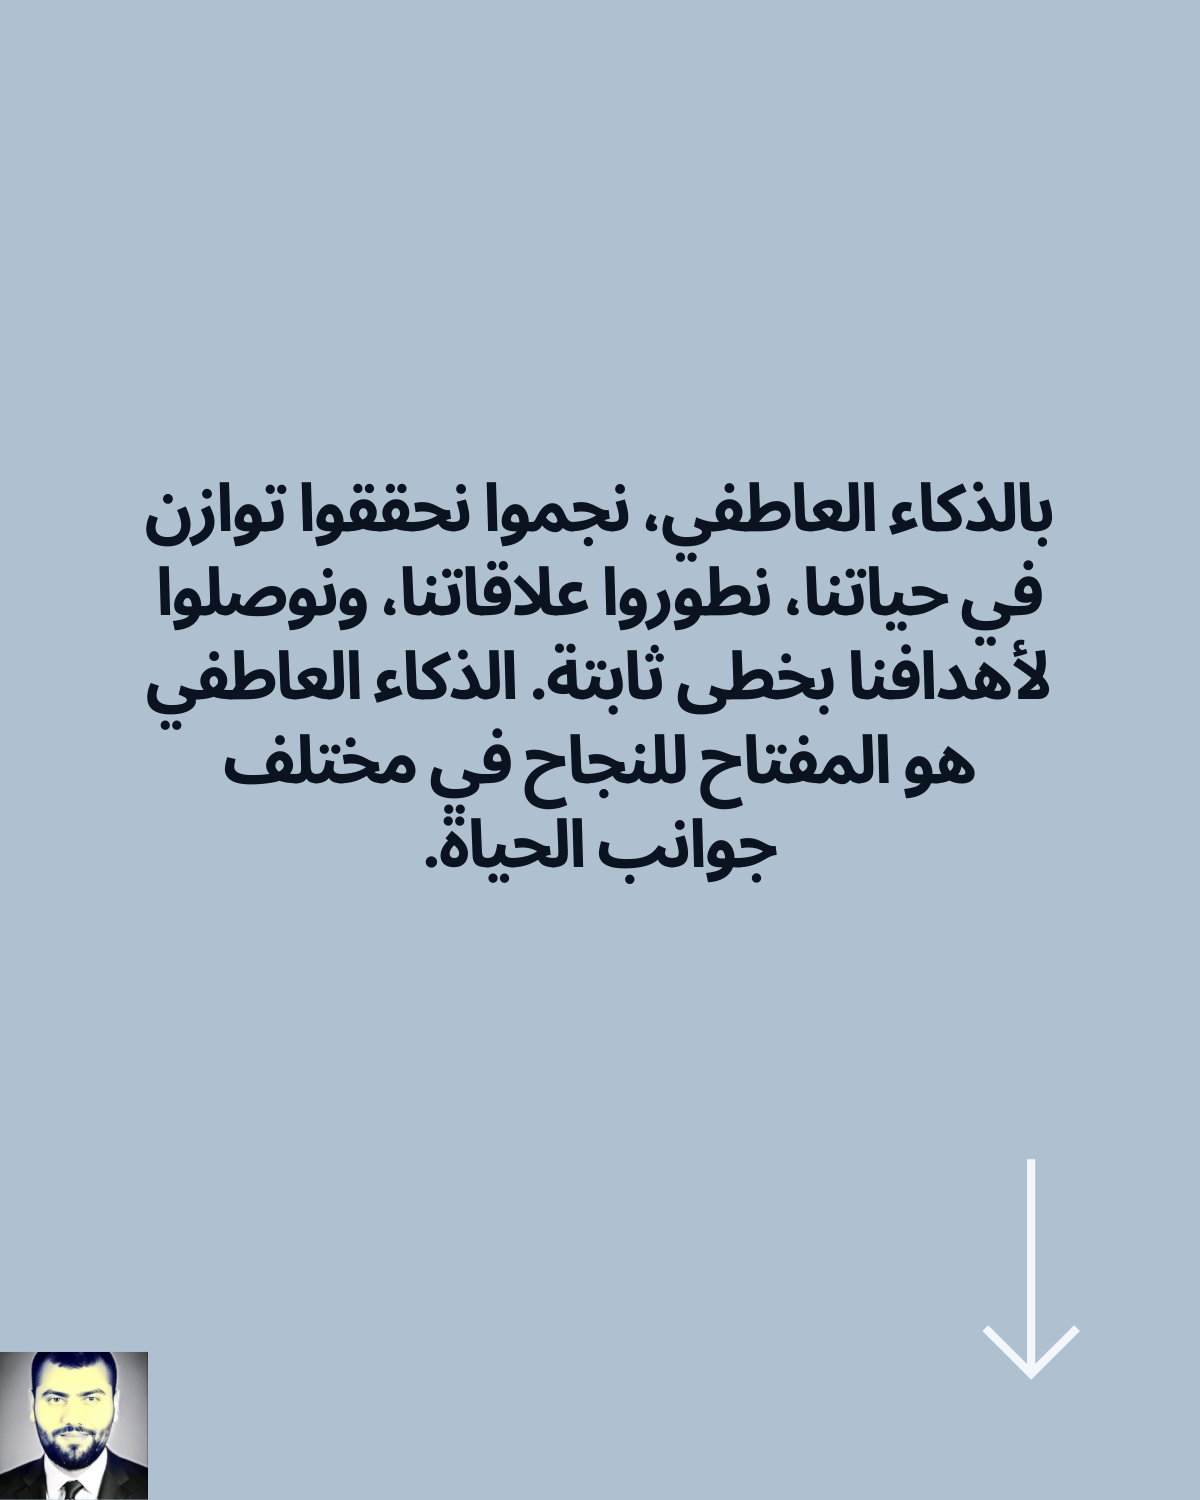 بالذكاء العاطفي، نجموا نحققوا توازن
في حياتنا، نطوروا علاقاتنا، ونوصلوا
لأهدافنا بخطى ثابتة. الذكاء العاطفي
هو المفتاح للنجاح في مختلف
جوانب الحياة.